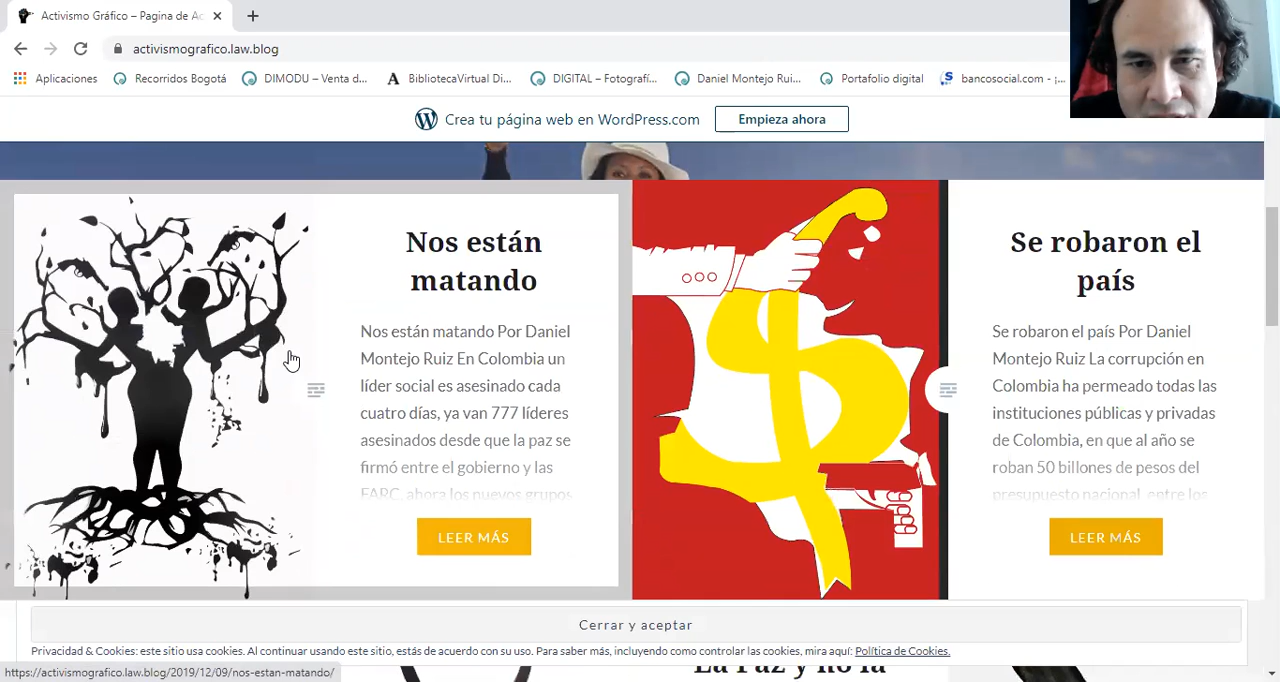 Activismo Gráfico – Pagina de Ac
activismografico.law.blog
Aplicaciones
Recorridos Bogotá
DIMODU – Venta d...
BibliotecaVirtual Di...
DIGITAL – Fotografí...
Daniel Montejo Ruiz...
Portafolio digital
bancosocial.com - ¡...
Crea tu página web en WordPress.com
Empieza ahora
Nos están
matando
Nos están matando Por Daniel
Montejo Ruiz En Colombia un
líder social es asesinado cada
cuatro días, ya van 777 líderes
asesinados desde que la paz se
firmó entre el gobierno y las
FARC, ahora los nuevos grupos
LEER MÁS
Se robaron el
país
Se robaron el país Por Daniel
Montejo Ruiz La corrupción en
Colombia ha permeado todas las
instituciones públicas y privadas
de Colombia, en que al año se
roban 50 billones de pesos del
presupuesto nacional, entre los
LEER MÁS
Cerrar y aceptar
Privacidad & Cookies: este sitio usa cookies. Al continuar usando este sitio, estás de acuerdo con su uso. Para saber más, incluyendo como controlar las cookies, mira aquí: Política de Cookies.
La Paz y no la
https://activismografico.law.blog/2019/12/09/nos-estan-matando/